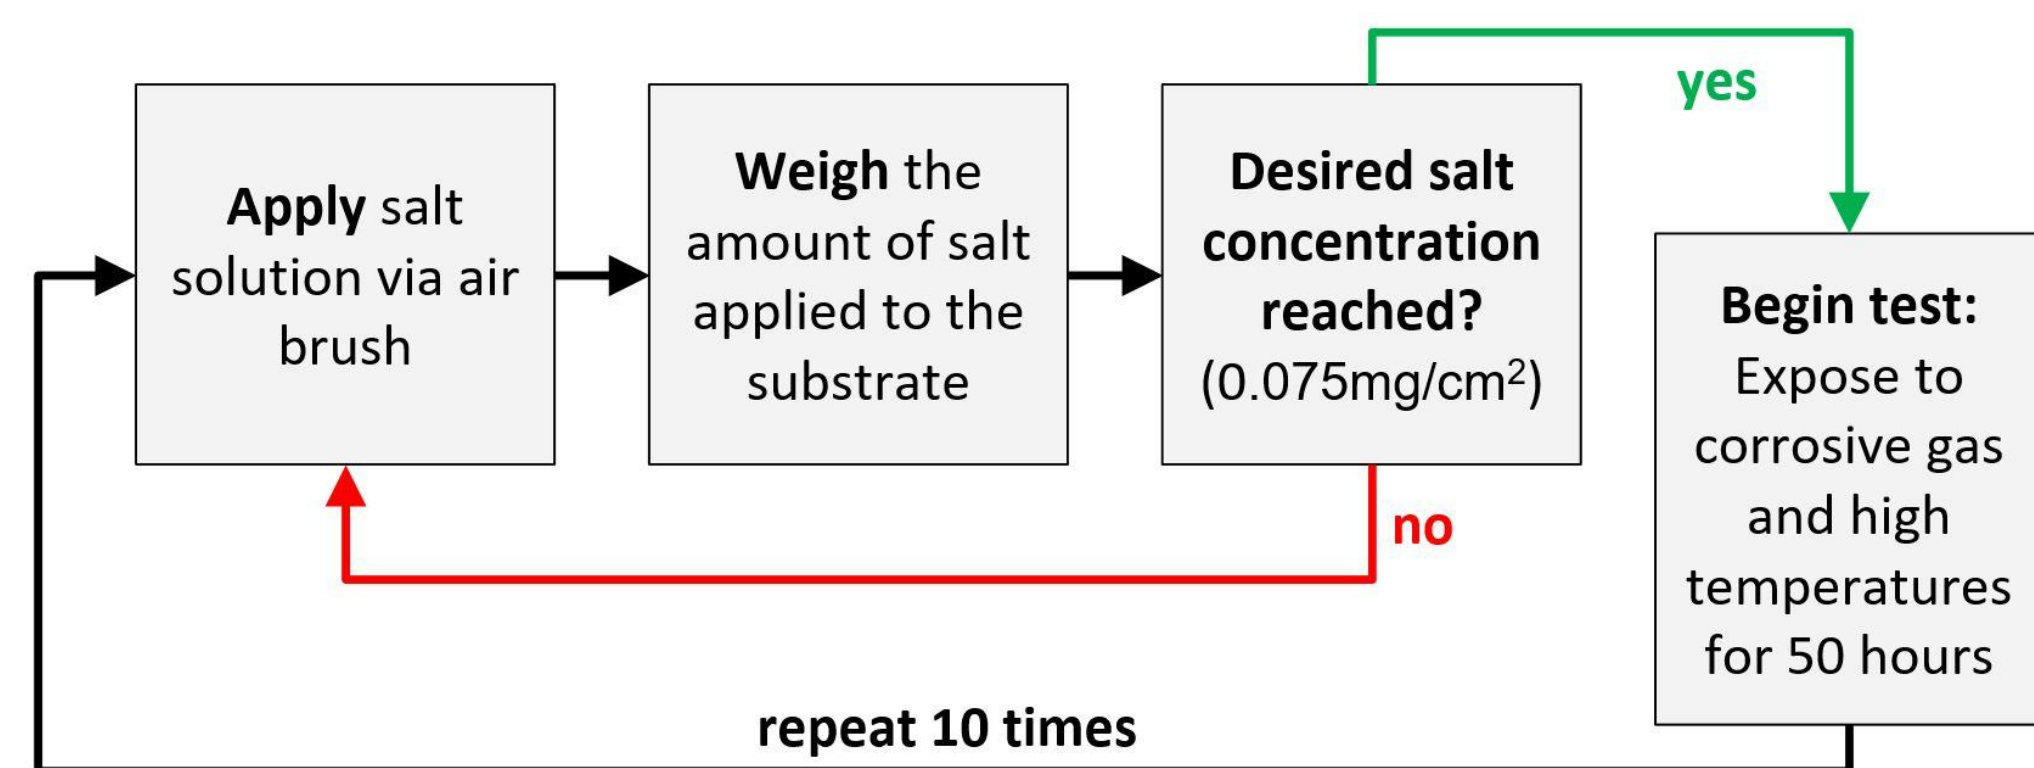 Apply salt
solution via air
brush
Weigh the
amount of salt
applied to the
substrate
Desired salt
concentration
reached?
(0.075mg/cm²)
yes
no
Begin test:
Expose to
corrosive gas
and high
temperatures
for 50 hours
repeat 10 times